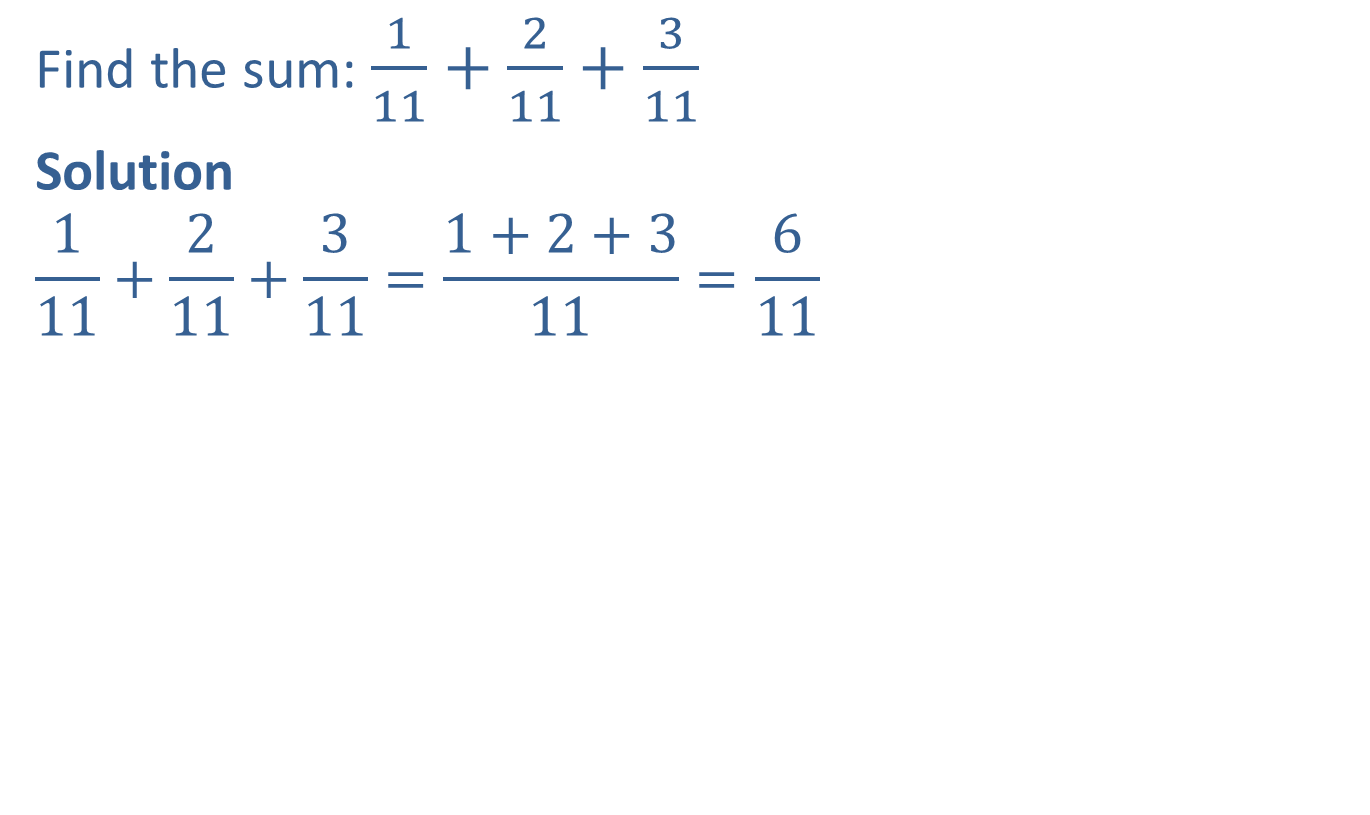 Find the sum: 1/11 + 2/11 + 3/11
Solution
1/11 + 2/11 + 3/11 = (1 + 2 + 3)/11 = 6/11